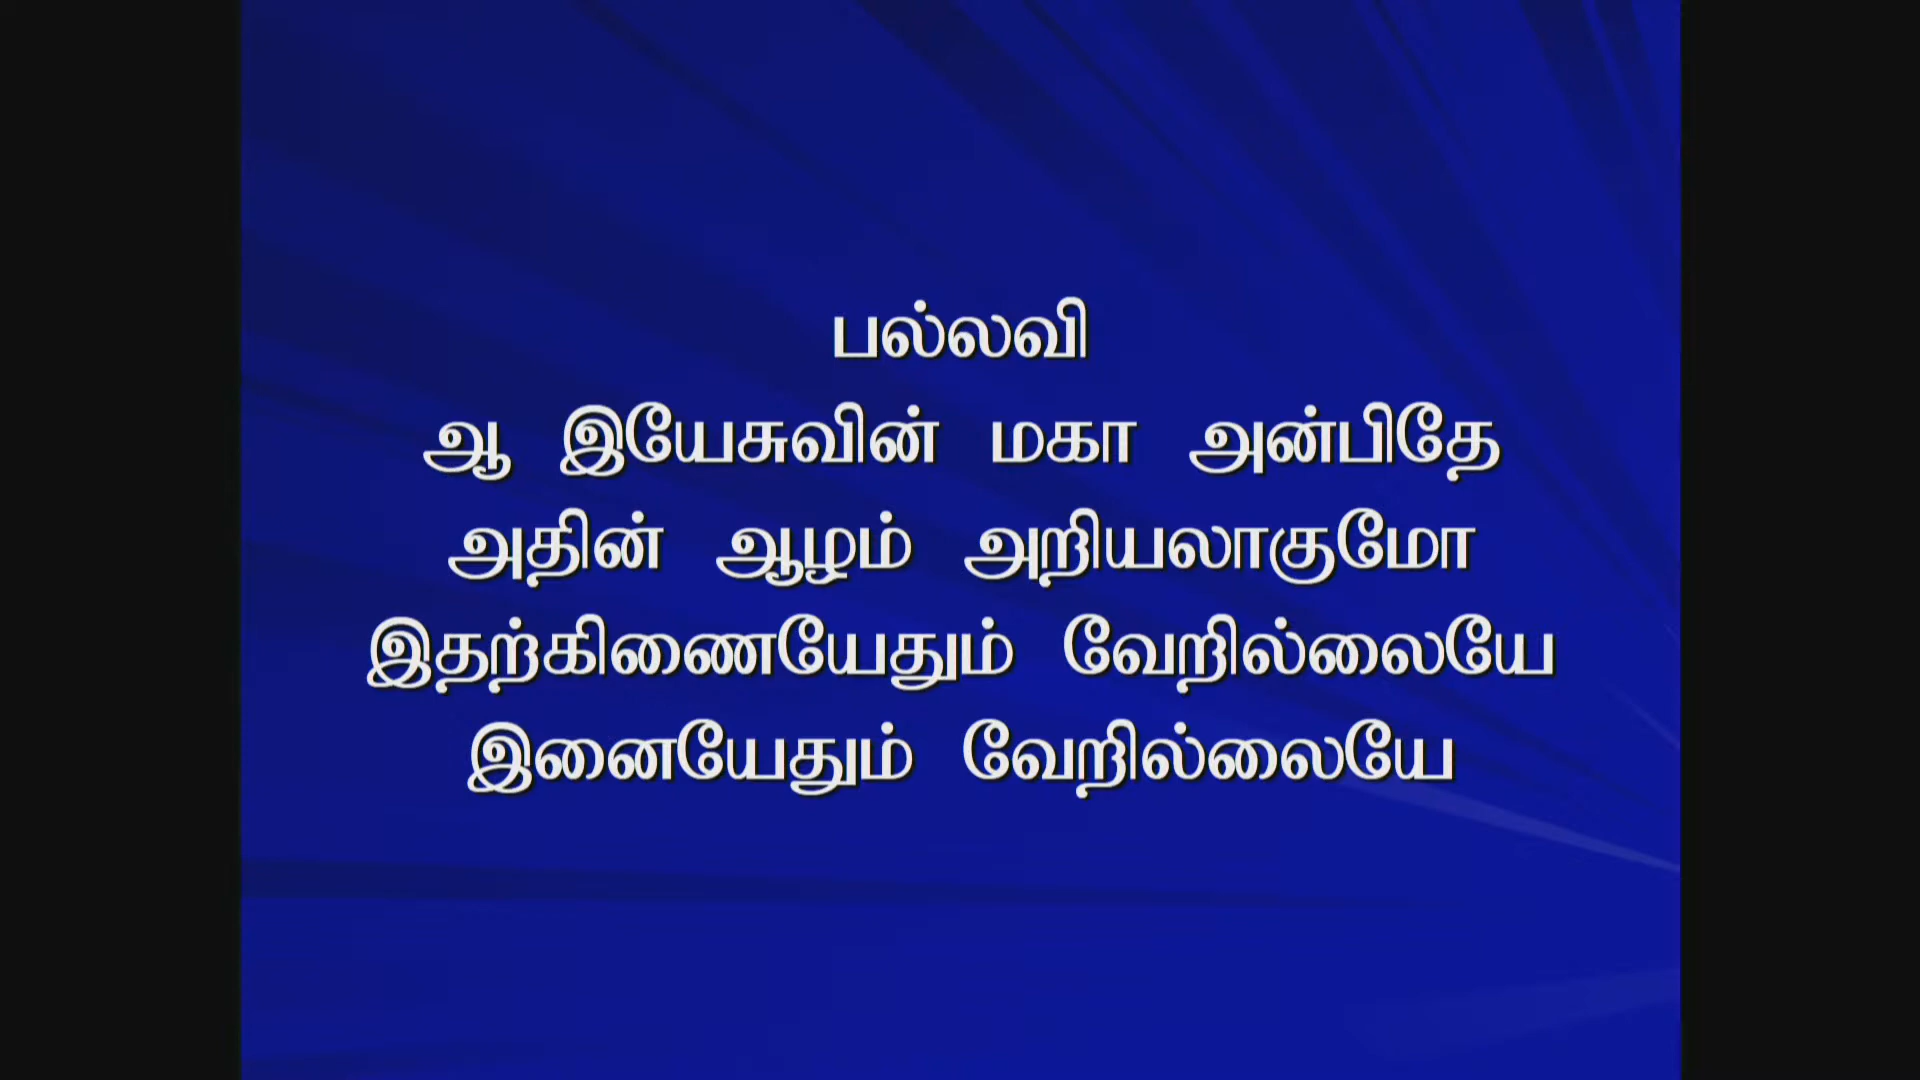 பல்லவி
ஆ இயேசுவின் மகா அன்பிதே
அதின் ஆழம் அறியலாகுமோ
இதற்கிணையேதும் வேறில்லையே
இனையேதும் வேறில்லையே